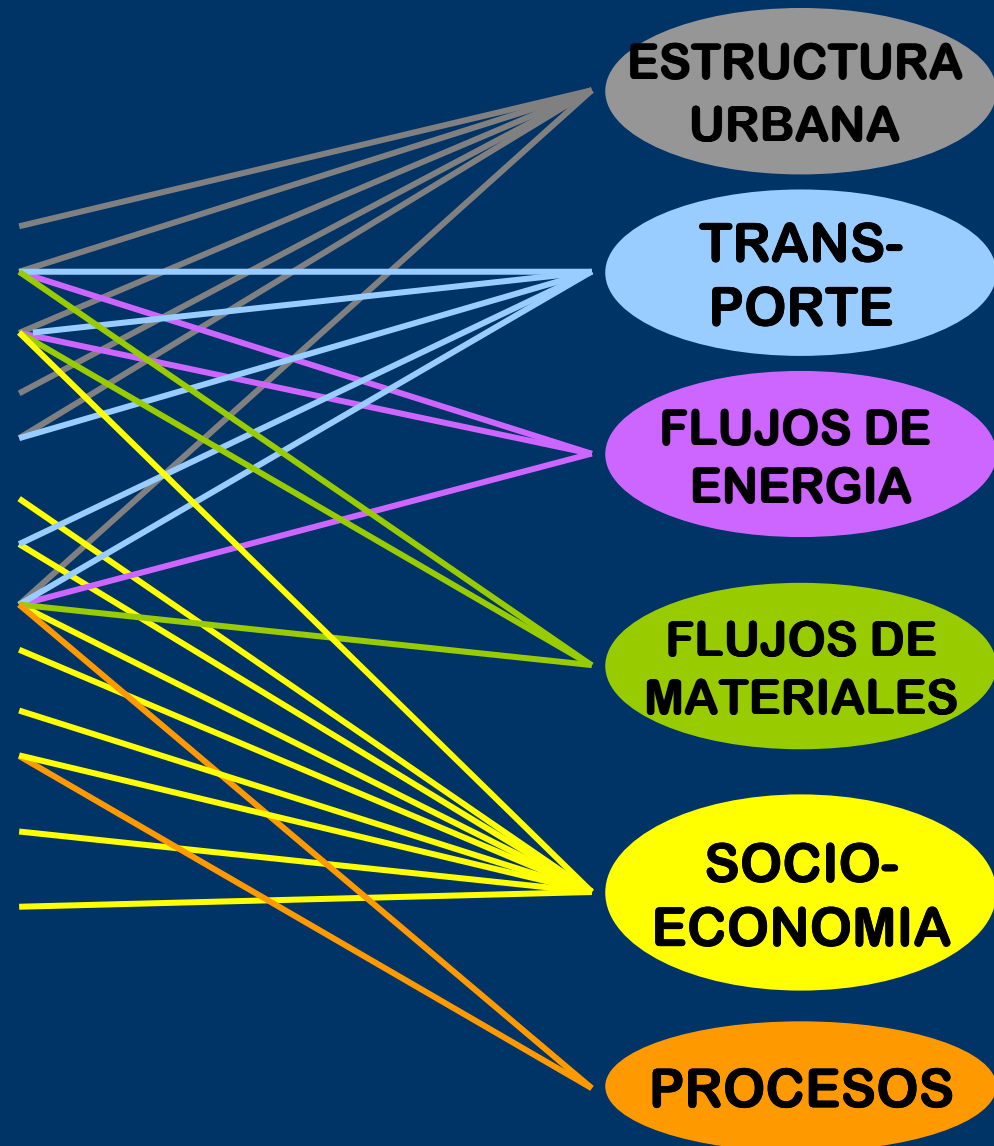 ESTRUCTURA
URBANA
TRANS-
PORTE
FLUJOS DE
ENERGIA
FLUJOS DE
MATERIALES
SOCIO-
ECONOMIA
PROCESOS